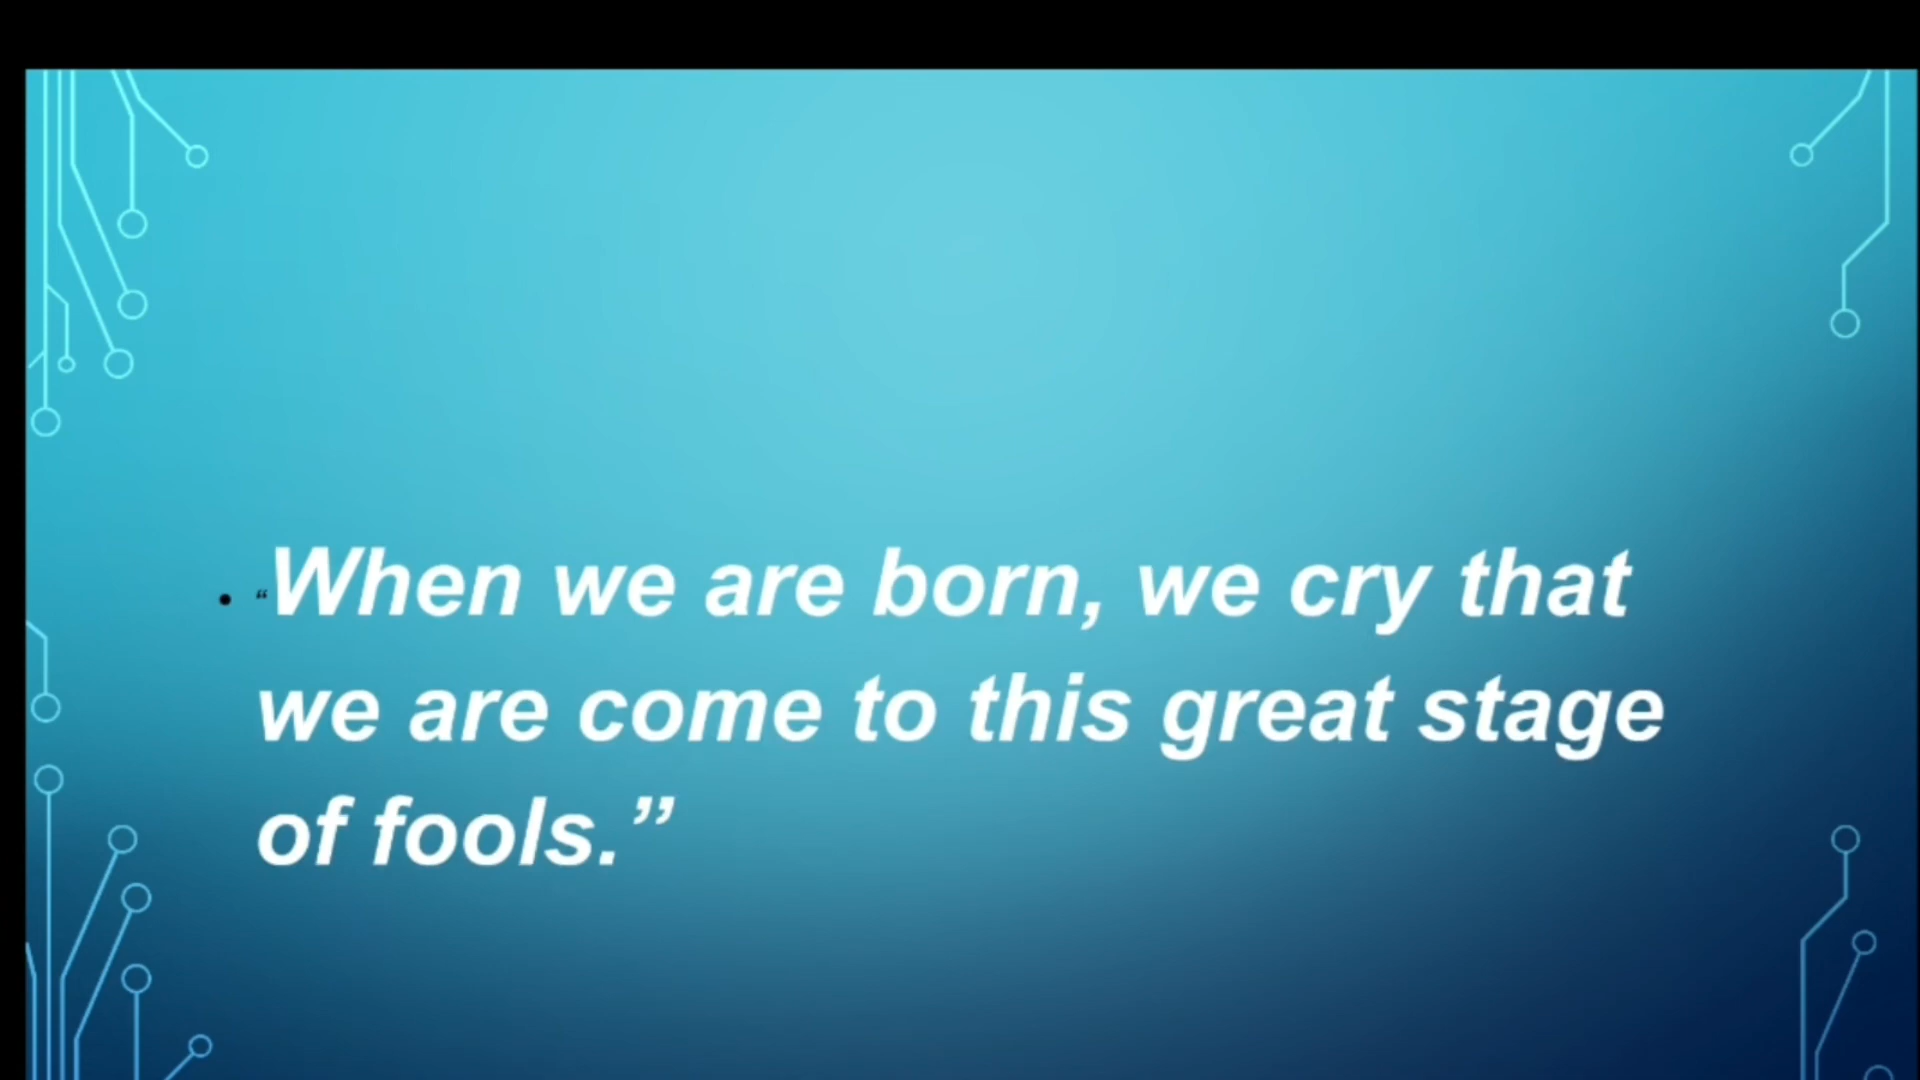 • “When we are born, we cry that
we are come to this great stage
of fools.”